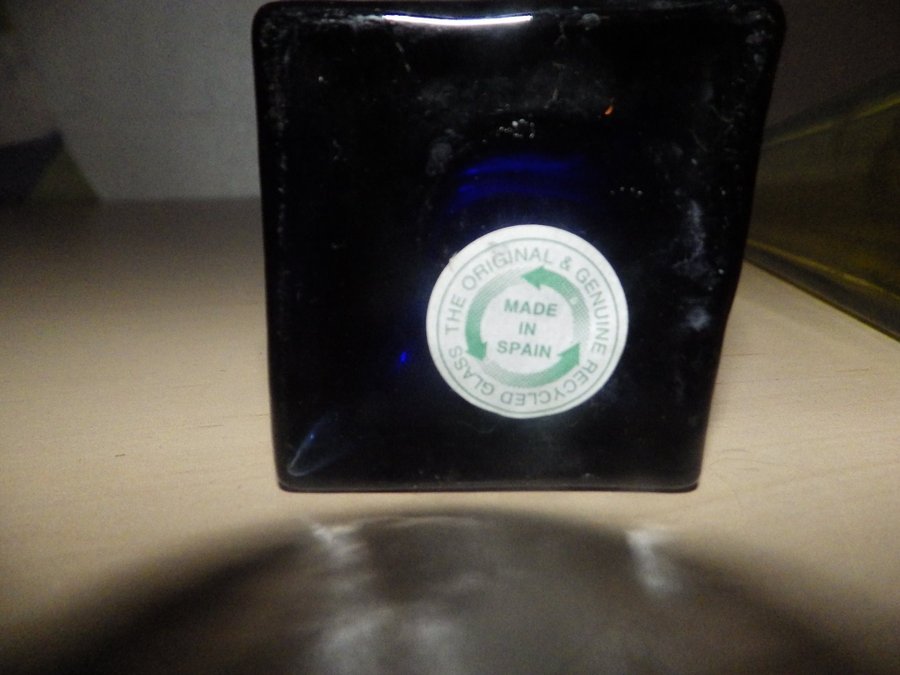 THE ORIGINAL & GENUINE RECYCLED GLASS
MADE
IN
SPAIN